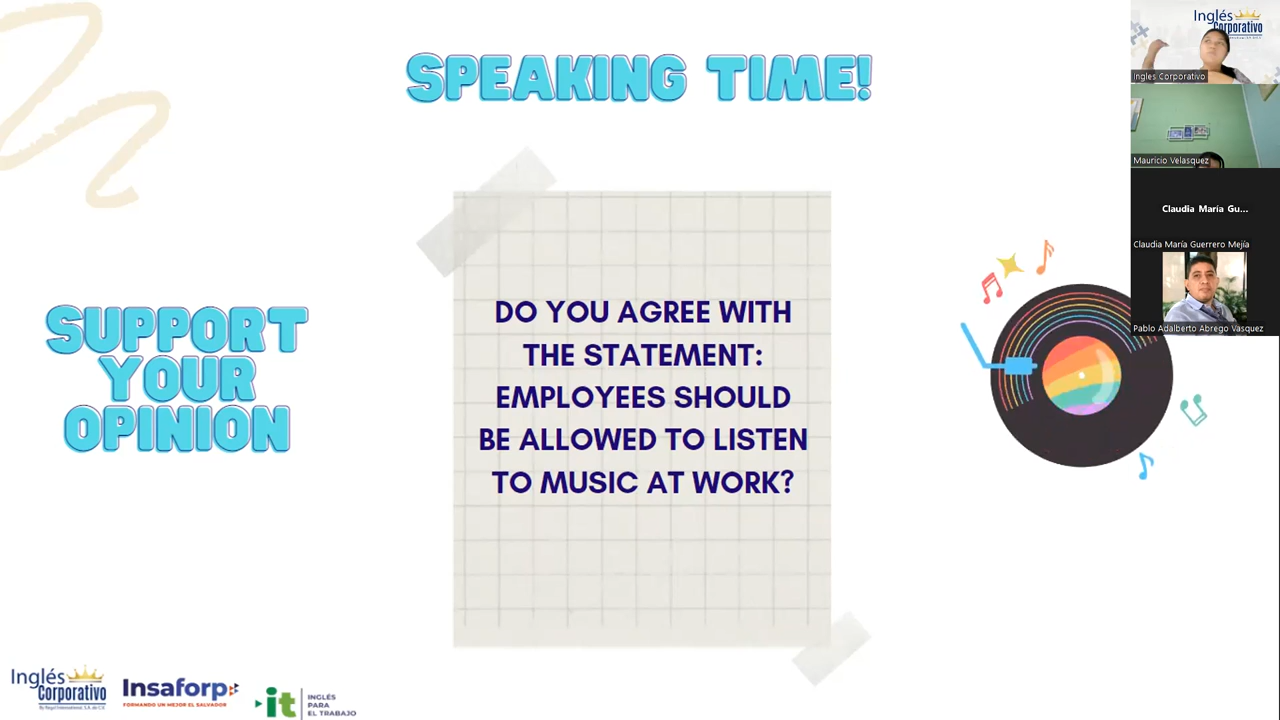 SPEAKING TIME!
SUPPORT
YOUR
OPINION
DO YOU AGREE WITH
THE STATEMENT:
EMPLOYEES SHOULD
BE ALLOWED TO LISTEN
TO MUSIC AT WORK?
Inglés
Corporativo
Ingles Corporativo
Mauricio Velasquez
Claudia María Gu...
Claudia María Guerrero Mejía
Pablo Adalberto Abrego Vasquez
Inglés
Corporativo
Insaforp
FORMANDO UN MEJOR EL SALVADOR
it
INGLÉS
PARA
EL TRABAJO